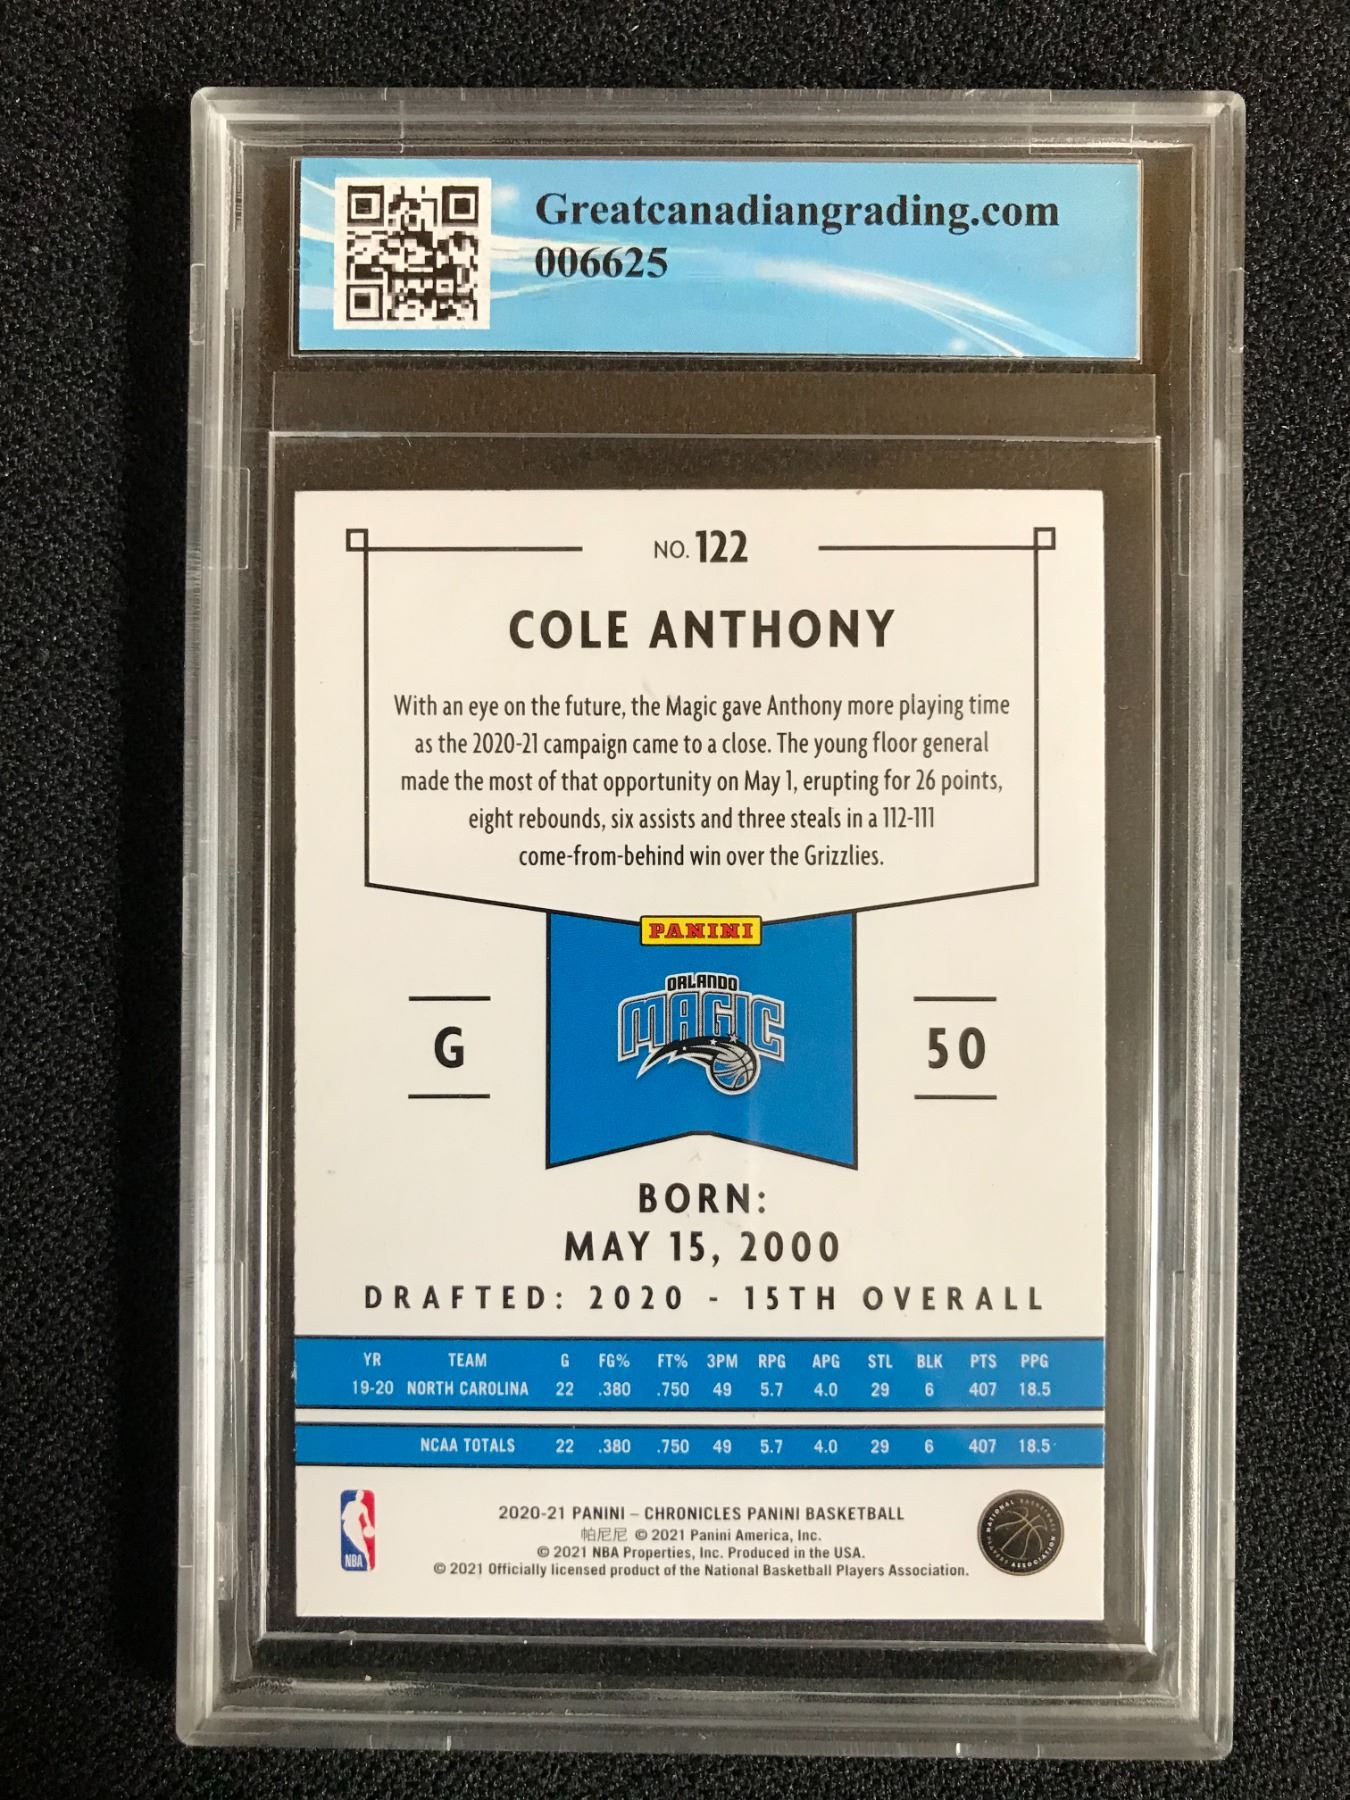 Greatcanadiangrading.com
006625
NO. 122
COLE ANTHONY
With an eye on the future, the Magic gave Anthony more playing time
as the 2020-21 campaign came to a close. The young floor general
made the most of that opportunity on May 1, erupting for 26 points,
eight rebounds, six assists and three steals in a 112-111
come-from-behind win over the Grizzlies.
PANINI
ORLANDO
MAGIC
G
50
BORN:
MAY 15, 2000
DRAFTED: 2020 - 15TH OVERALL
YR TEAM G FG% FT% 3PM RPG APG STL BLK PTS PPG
19-20 NORTH CAROLINA 22 .380 .750 49 5.7 4.0 29 6 407 18.5
NCAA TOTALS 22 .380 .750 49 5.7 4.0 29 6 407 18.5
2020-21 PANINI – CHRONICLES PANINI BASKETBALL
帕尼尼 © 2021 Panini America, Inc.
© 2021 NBA Properties, Inc. Produced in the USA.
© 2021 Officially licensed product of the National Basketball Players Association.
NBA
NATIONAL BASKETBALL
PLAYERS ASSOCIATION